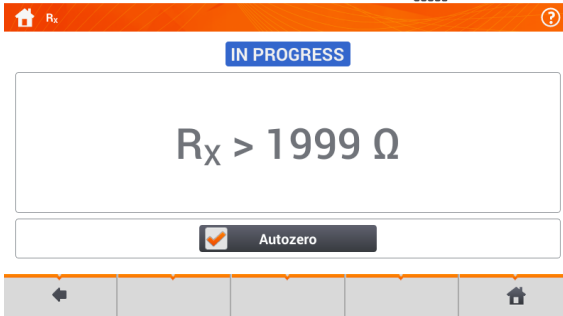 Rx
?
IN PROGRESS
Rx > 1999 Ω
Autozero